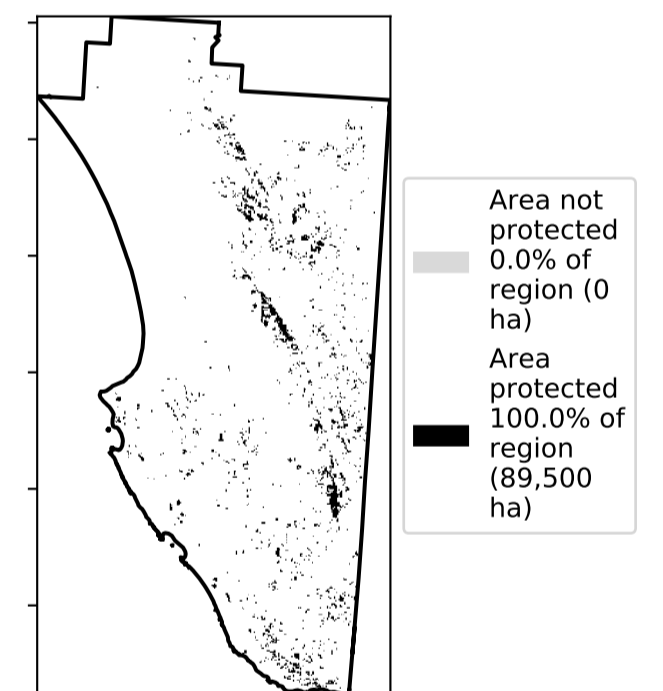 Area not
protected
0.0% of
region (0
ha)
Area
protected
100.0% of
region
(89,500
ha)